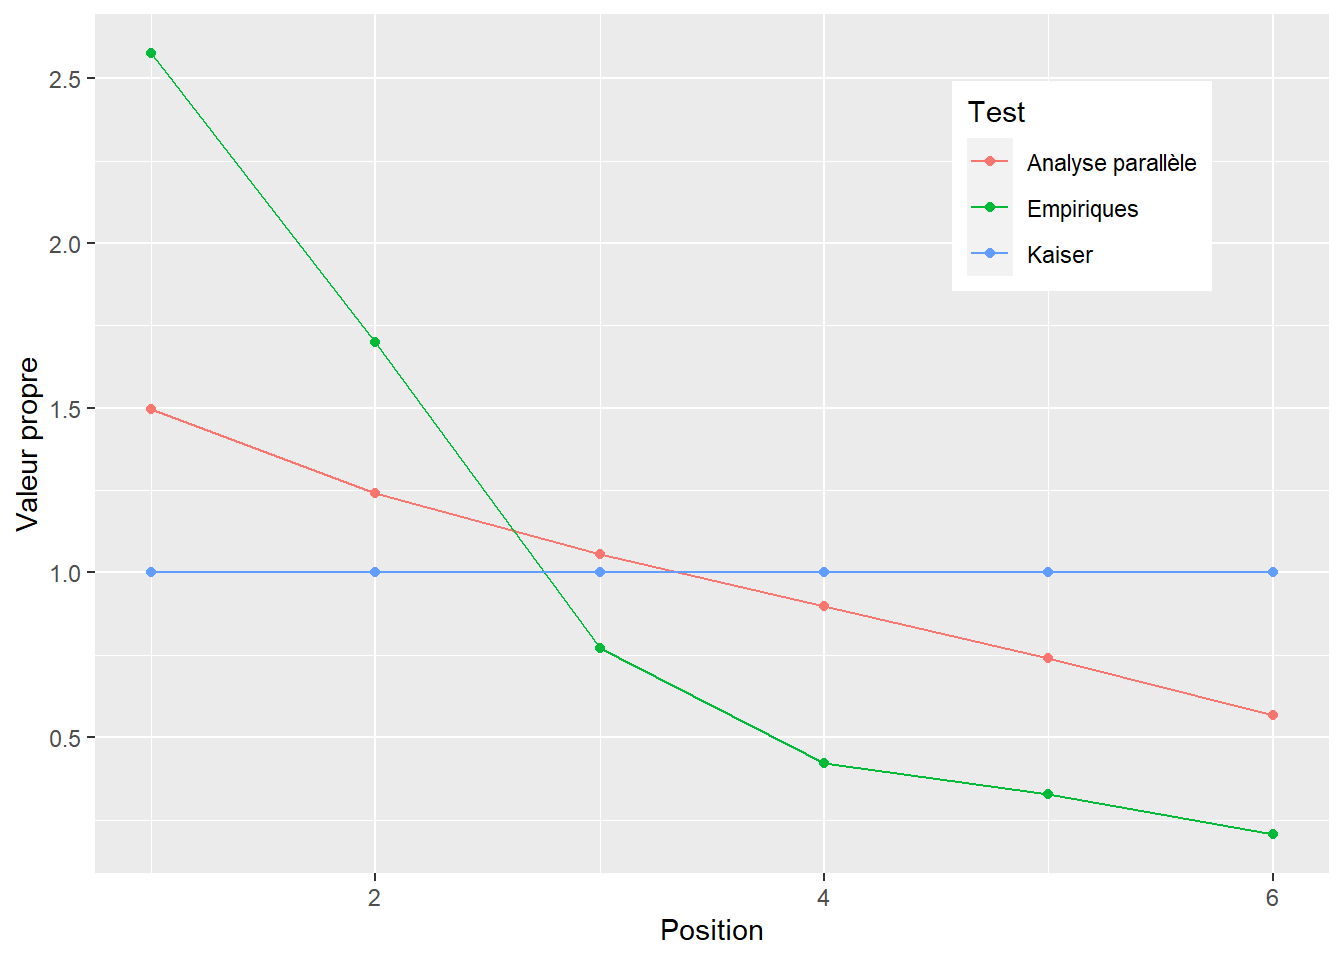 2.5
2.0
1.5
1.0
0.5
Valeur propre
Test
Analyse parallèle
Empiriques
Kaiser
2
4
6
Position